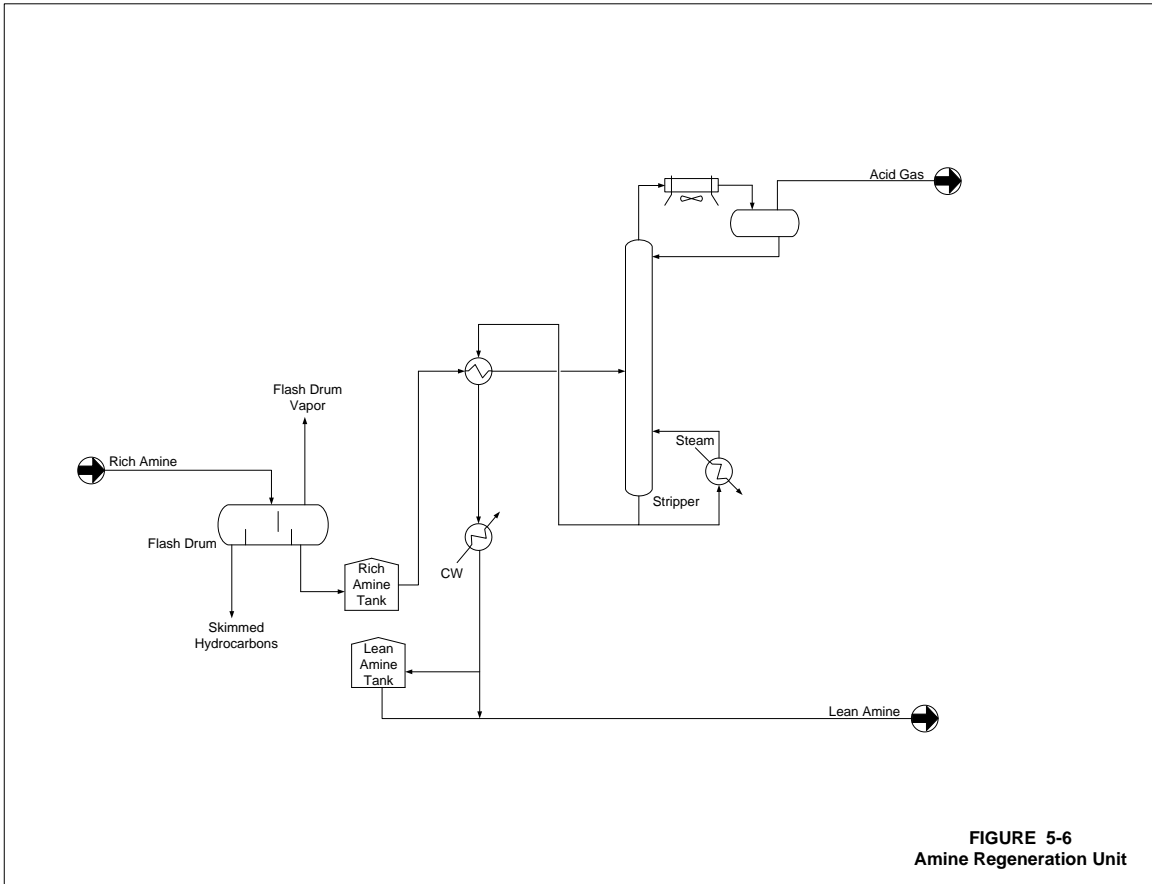 Acid Gas
Flash Drum
Vapor
Rich Amine
Steam
Stripper
Flash Drum
CW
Rich
Amine
Tank
Skimmed
Hydrocarbons
Lean
Amine
Tank
Lean Amine
FIGURE 5-6
Amine Regeneration Unit